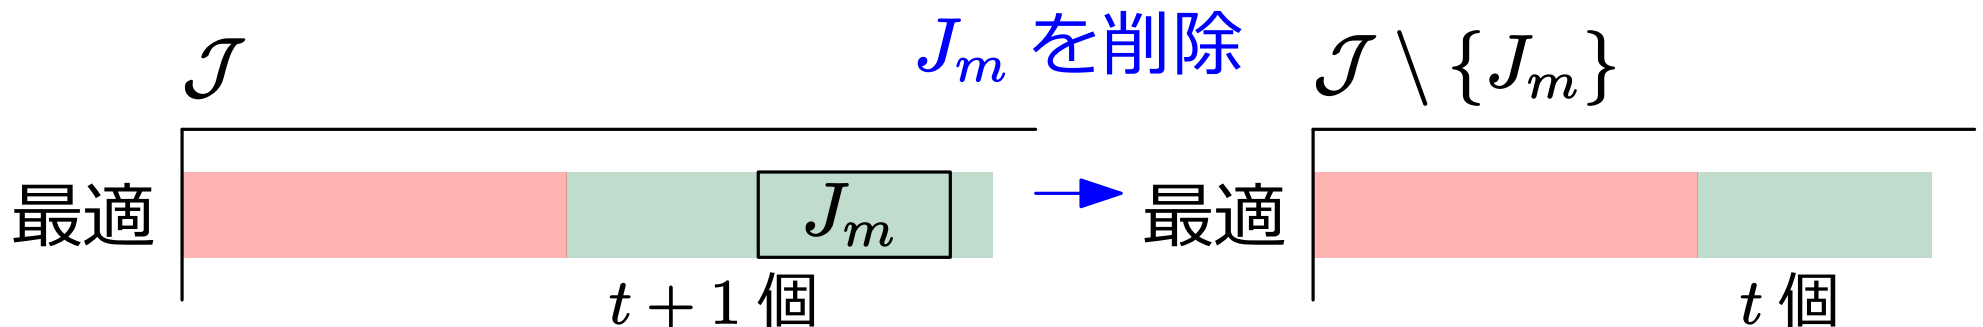 𝒥
J_m を削除
𝒥 \ {J_m}
最適
J_m
最適
t + 1 個
t 個